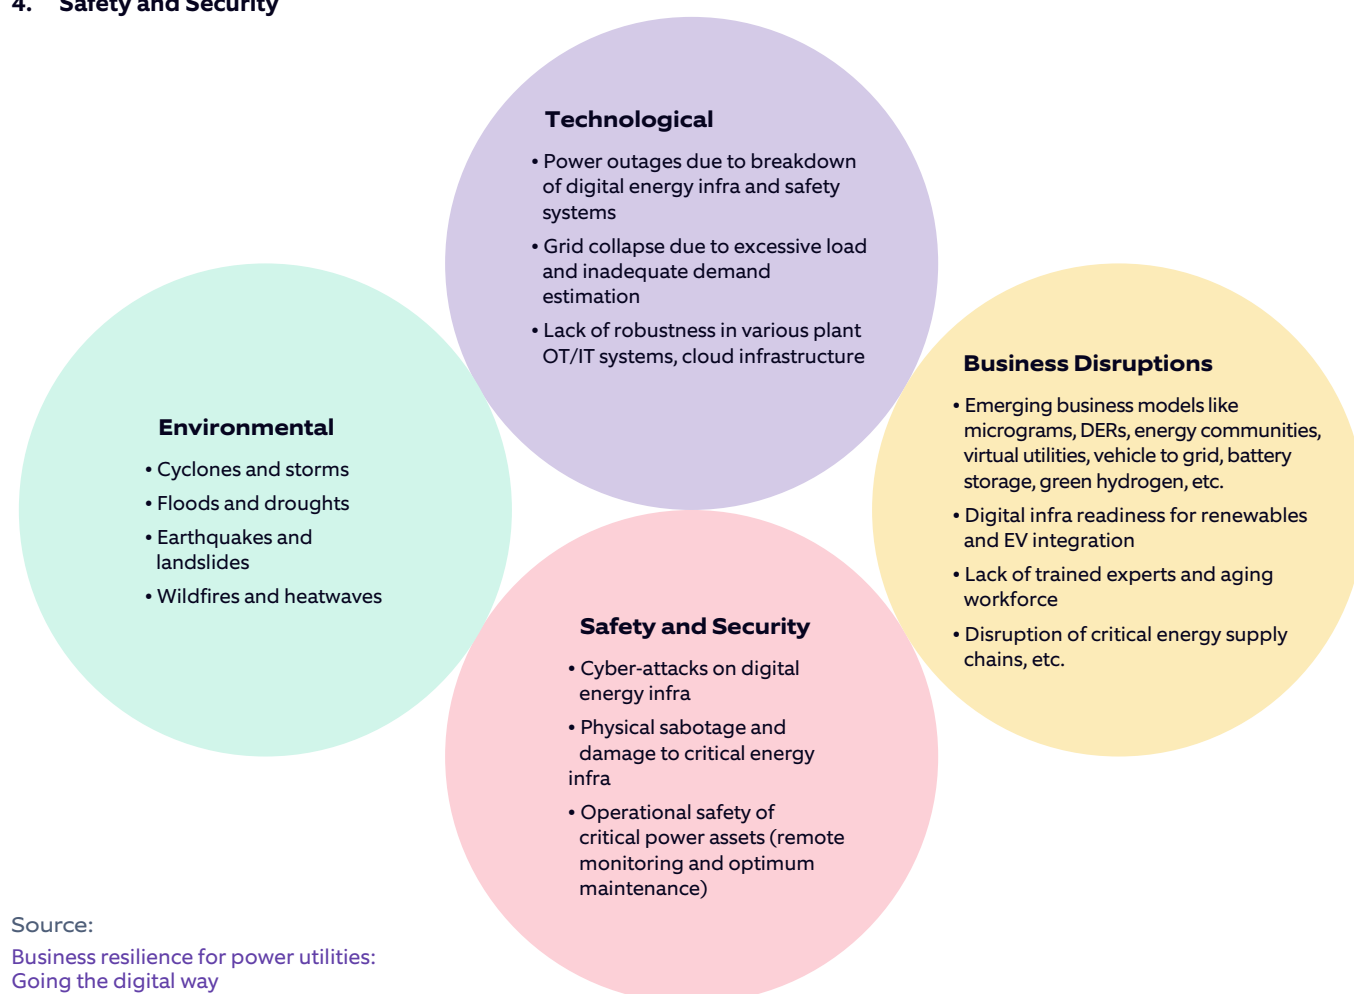 4. Safety and Security
Technological
• Power outages due to breakdown
of digital energy infra and safety
systems
• Grid collapse due to excessive load
and inadequate demand
estimation
• Lack of robustness in various plant
OT/IT systems, cloud infrastructure
Environmental
• Cyclones and storms
• Floods and droughts
• Earthquakes and
landslides
• Wildfires and heatwaves
Business Disruptions
• Emerging business models like
micrograms, DERs, energy communities,
virtual utilities, vehicle to grid, battery
storage, green hydrogen, etc.
• Digital infra readiness for renewables
and EV integration
• Lack of trained experts and aging
workforce
• Disruption of critical energy supply
chains, etc.
Safety and Security
• Cyber-attacks on digital
energy infra
• Physical sabotage and
damage to critical energy
infra
• Operational safety of
critical power assets (remote
monitoring and optimum
maintenance)
Source:
Business resilience for power utilities:
Going the digital way